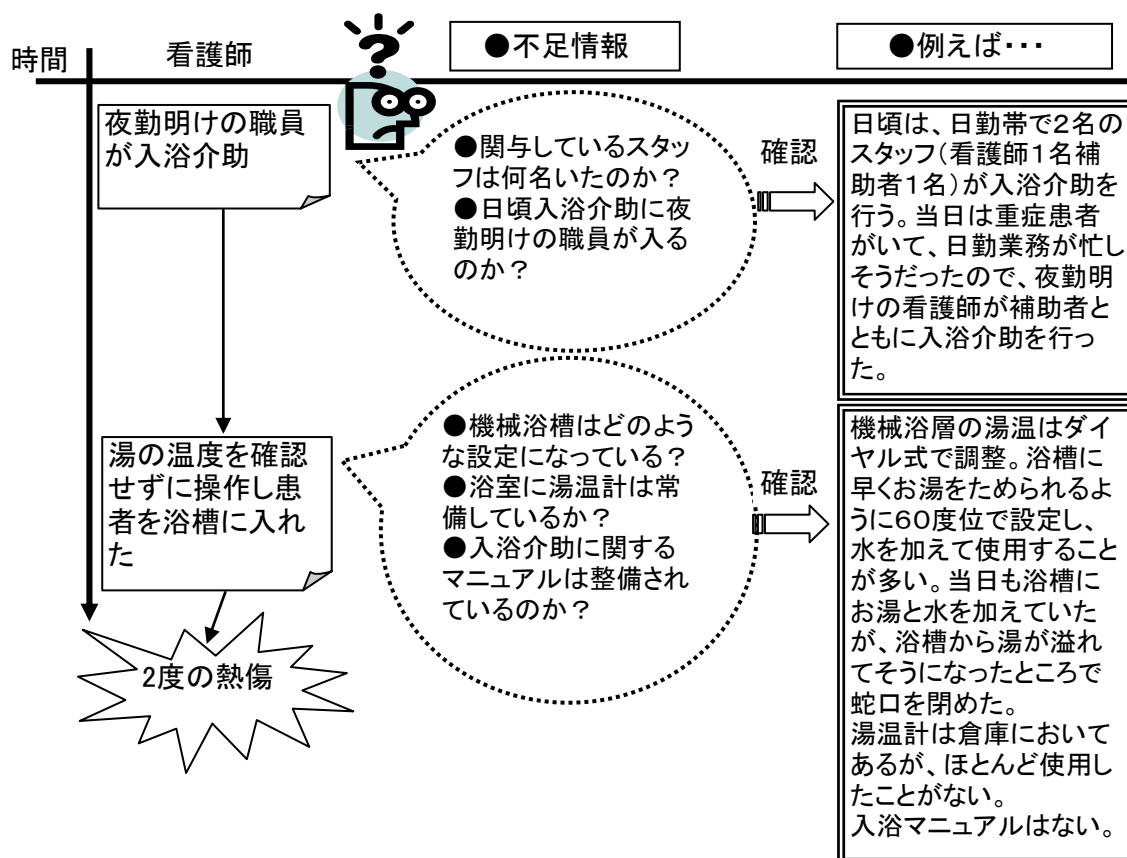 時間
看護師
?
●不足情報
●例えば・・・
夜勤明けの職員
が入浴介助
●関与しているスタッ
フは何名いたのか?
●日頃入浴介助に夜
勤明けの職員が入る
のか?
確認
日頃は、日勤帯で2名の
スタッフ(看護師1名補
助者1名)が入浴介助を
行う。当日は重症患者
がいて、日勤業務が忙し
そうだったので、夜勤明
けの看護師が補助者と
ともに入浴介助を行っ
た。
湯の温度を確認
せずに操作し患
者を浴槽に入れ
た
●機械浴槽はどのよう
な設定になっている?
●浴室に湯温計は常
備しているか?
●入浴介助に関する
マニュアルは整備され
ているのか?
確認
機械浴層の湯温はダイ
ヤル式で調整。浴槽に
早くお湯をためられるよ
うに60度位で設定し、
水を加えて使用すること
が多い。当日も浴槽に
お湯と水を加えていた
が、浴槽から湯が溢れ
てそうになったところで
蛇口を閉めた。
湯温計は倉庫において
あるが、ほとんど使用し
たことがない。
入浴マニュアルはない。
2度の熱傷